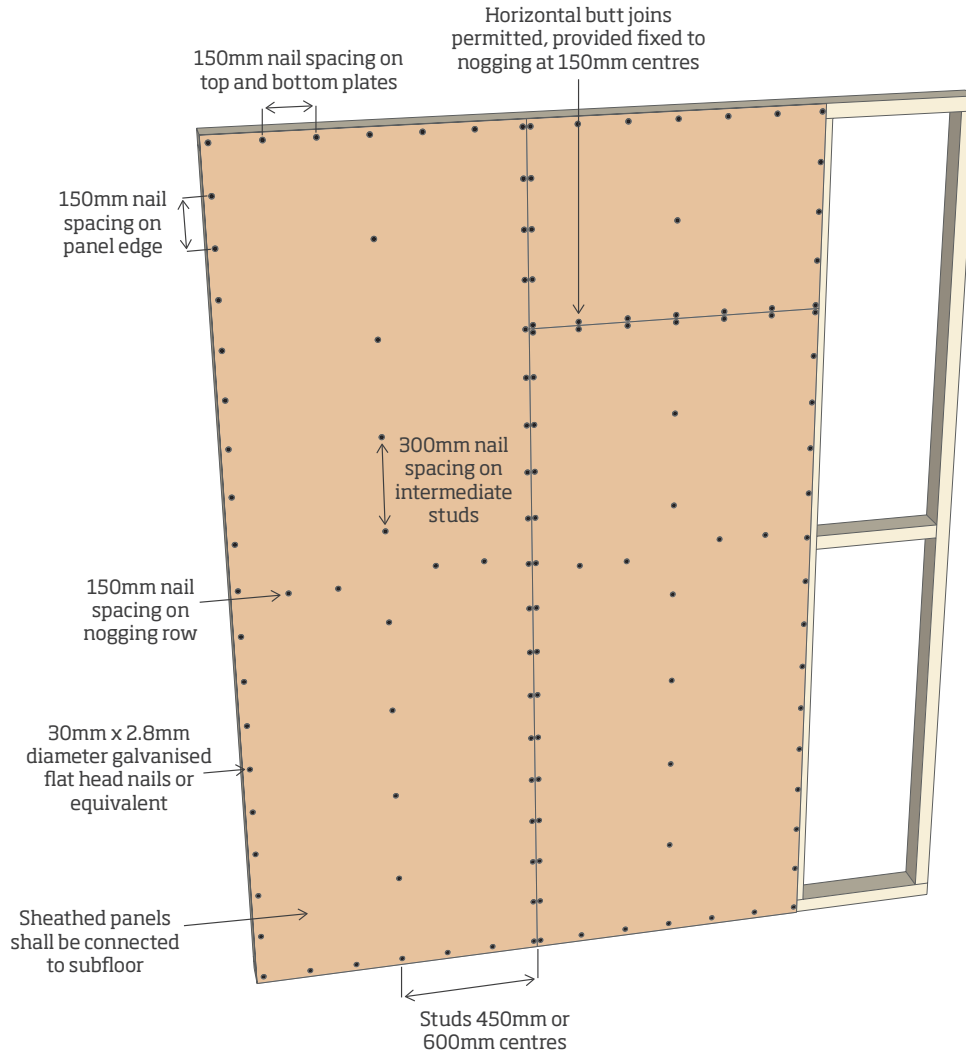 Horizontal butt joins
permitted, provided fixed to
nogging at 150mm centres
150mm nail spacing on
top and bottom plates
150mm nail
spacing on
panel edge
300mm nail
spacing on
intermediate
studs
150mm nail
spacing on
nogging row
30mm x 2.8mm
diameter galvanised
flat head nails or
equivalent
Sheathed panels
shall be connected
to subfloor
Studs 450mm or
600mm centres